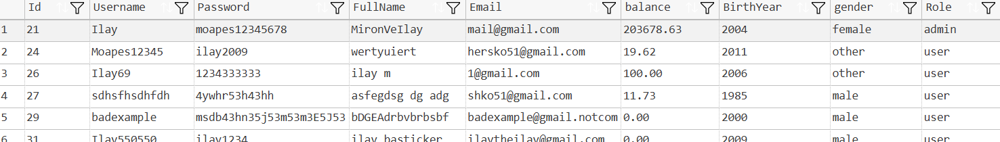 Id Username Password FullName Email balance BirthYear gender Role
1 21 Ilay moapes12345678 MironVeIlay mail@gmail.com 203678.63 2004 female admin
2 24 Moapes12345 ilay2009 wertyuiert hersko51@gmail.com 19.62 2011 other user
3 26 Ilay69 1234333333 ilay m 1@gmail.com 100.00 2006 other user
4 27 sdhsfhsdhfdh 4ywhr53h43hh asfegdsg dg adg shko51@gmail.com 11.73 1985 male user
5 29 badexample msdb43hn35j53m53m3E5J53 bDGEAdrbvbrbsbf badexample@gmail.notcom 0.00 2000 male user
6 31 Ilay550550 ilay1234 ilay basticker ilaytheilay@gmail.com 0.00 2009 male user